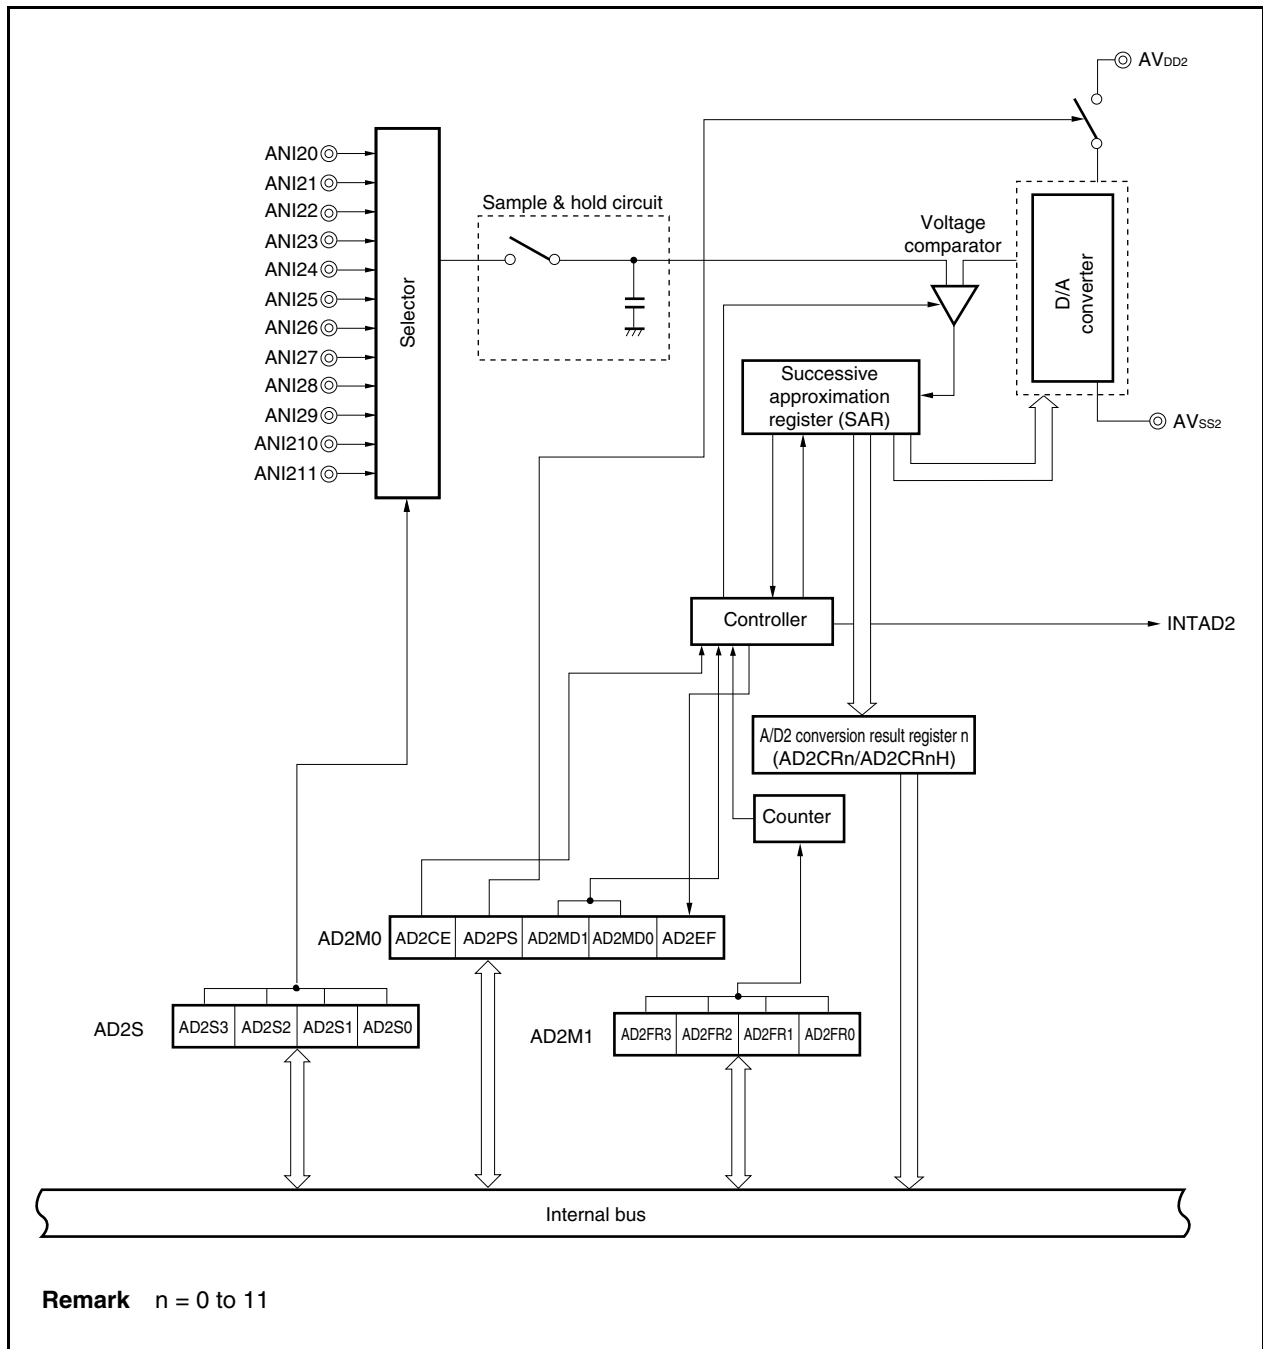 AVDD2
ANI20
ANI21
ANI22
ANI23
ANI24
ANI25
ANI26
ANI27
ANI28
ANI29
ANI210
ANI211
Selector
Sample & hold circuit
Voltage
comparator
D/A
converter
Successive
approximation
register (SAR)
AVSS2
Controller
INTAD2
A/D2 conversion result register n
(AD2CRn/AD2CRnH)
Counter
AD2M0 AD2CE AD2PS AD2MD1 AD2MD0 AD2EF
AD2S AD2S3 AD2S2 AD2S1 AD2S0
AD2M1 AD2FR3 AD2FR2 AD2FR1 AD2FR0
Internal bus
Remark n = 0 to 11